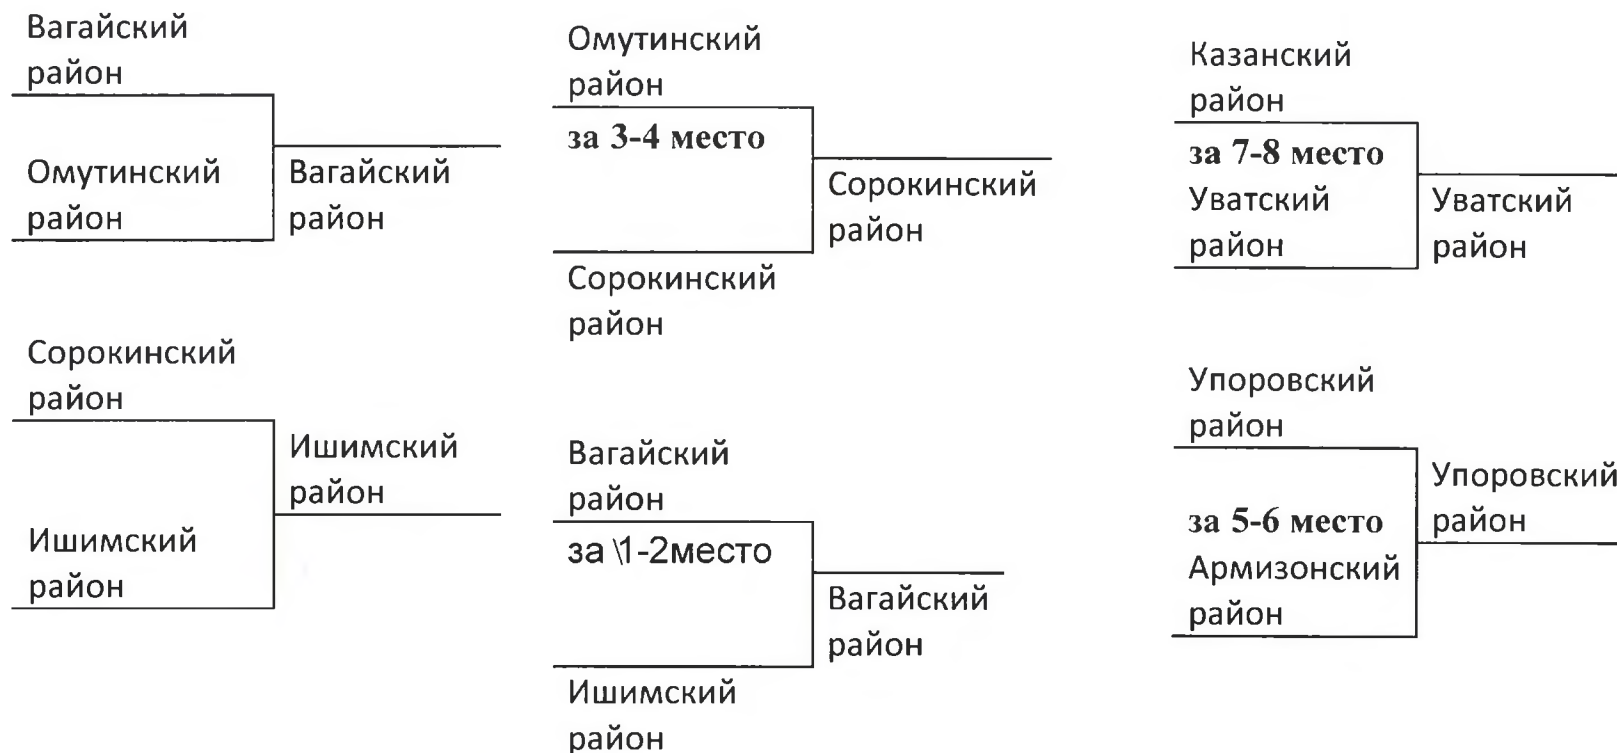 Вагайский
район
Омутинский
район
Вагайский
район
Сорокинский
район
Ишимский
район
Ишимский
район
Омутинский
район
за 3-4 место
Сорокинский
район
Сорокинский
район
Вагайский
район
за \1-2место
Вагайский
район
Ишимский
район
Казанский
район
за 7-8 место
Уватский
район
Уватский
район
Упоровский
район
Упоровский
район
за 5-6 место
Армизонский
район